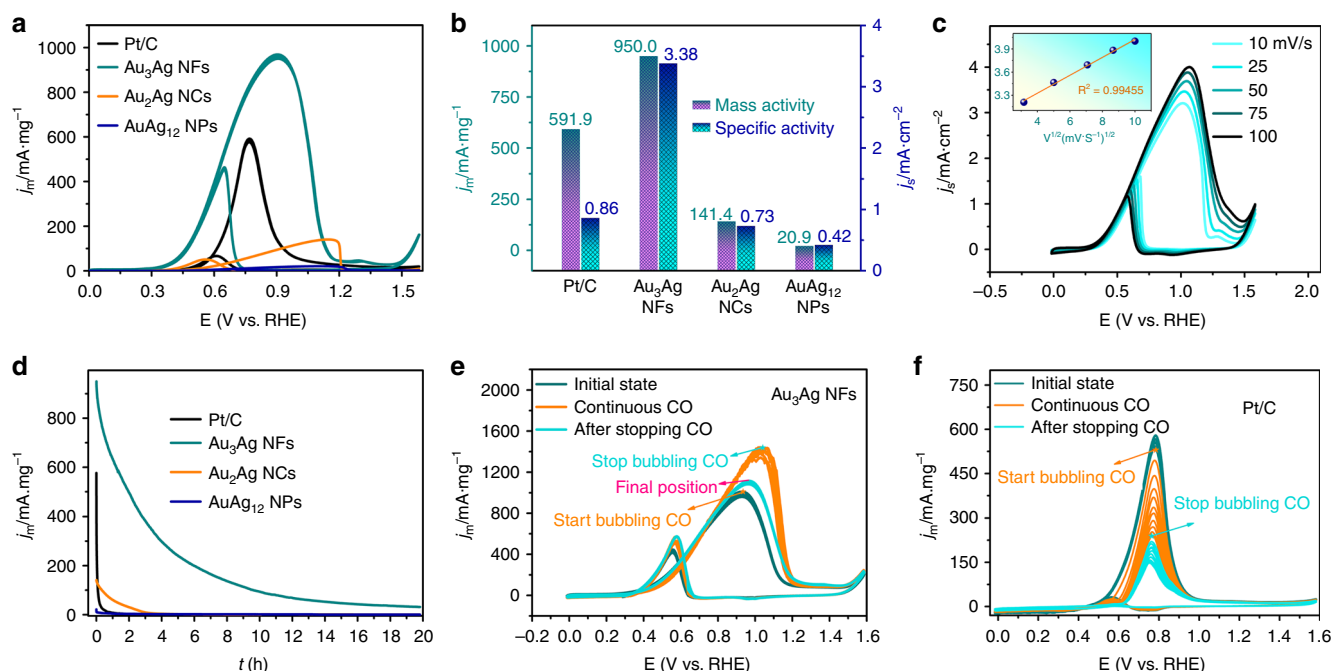 a
Pt/C
Au₃Ag NFs
Au₂Ag NCs
AuAg₁₂ NPs
jₘ/mA·mg⁻¹
1000
800
600
400
200
0
0.0 0.3 0.6 0.9 1.2 1.5
E (V vs. RHE)
b
jₘ/mA·mg⁻¹
1000
750
500
250
0
591.9
0.86
950.0
3.38
141.4
0.73
20.9
0.42
Mass activity
Specific activity
4
3
2
1
0
jₛ/mA·cm⁻²
Pt/C
Au₃Ag
NFs
Au₂Ag
NCs
AuAg₁₂
NPs
c
jₛ/mA·cm⁻²
5
4
3
2
1
0
3.9
3.6
3.3
R² = 0.99455
4 6 8 10
V¹ᐟ²(mV·S⁻¹)¹ᐟ²
10 mV/s
25
50
75
100
−0.5 0.0 0.5 1.0 1.5 2.0
E (V vs. RHE)
d
jₘ/mA.mg⁻¹
800
600
400
200
0
Pt/C
Au₃Ag NFs
Au₂Ag NCs
AuAg₁₂ NPs
0 2 4 6 8 10 12 14 16 18 20
t (h)
e
Initial state
Continuous CO
After stopping CO
Au₃Ag NFs
Stop bubbling CO
Final position
Start bubbling CO
jₘ/mA.mg⁻¹
2200
1800
1400
1200
800
400
0
−0.2 0.0 0.2 0.4 0.6 0.8 1.0 1.2 1.4 1.6
E (V vs. RHE)
f
Initial state
Continuous CO
After stopping CO
Pt/C
Start bubbling CO
Stop bubbling CO
jₘ/mA.mg⁻¹
750
600
450
300
150
0
0.0 0.2 0.4 0.6 0.8 1.0 1.2 1.4 1.6
E (V vs. RHE)